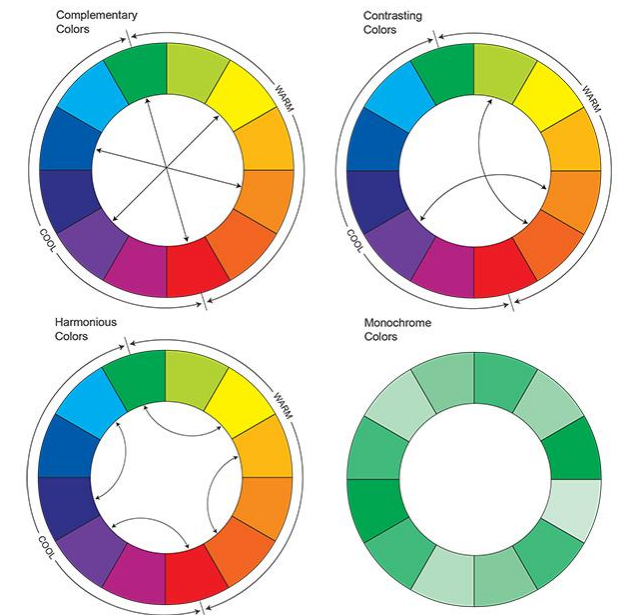 Complementary
Colors
WARM
COOL
Contrasting
Colors
WARM
COOL
Harmonious
Colors
WARM
COOL
Monochrome
Colors